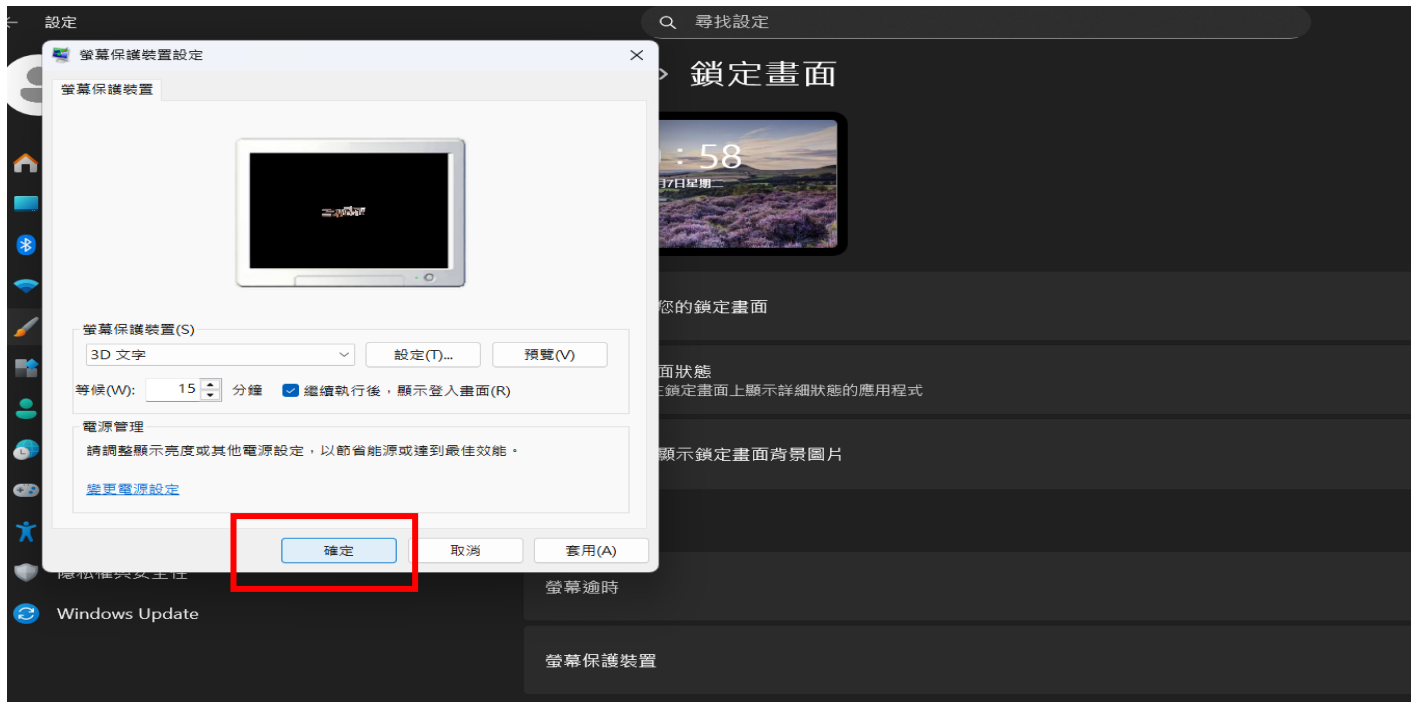 設定
尋找設定
螢幕保護裝置設定
鎖定畫面
螢幕保護裝置
: 58
月7日星期二
您的鎖定畫面
螢幕保護裝置(S)
3D 文字
設定(T)...
預覽(V)
面狀態
在鎖定畫面上顯示詳細狀態的應用程式
等候(W):
15
分鐘
繼續執行後，顯示登入畫面(R)
電源管理
請調整顯示亮度或其他電源設定，以節省能源或達到最佳效能。
顯示鎖定畫面背景圖片
變更電源設定
確定
取消
套用(A)
隱私權與安全性
螢幕逾時
Windows Update
螢幕保護裝置